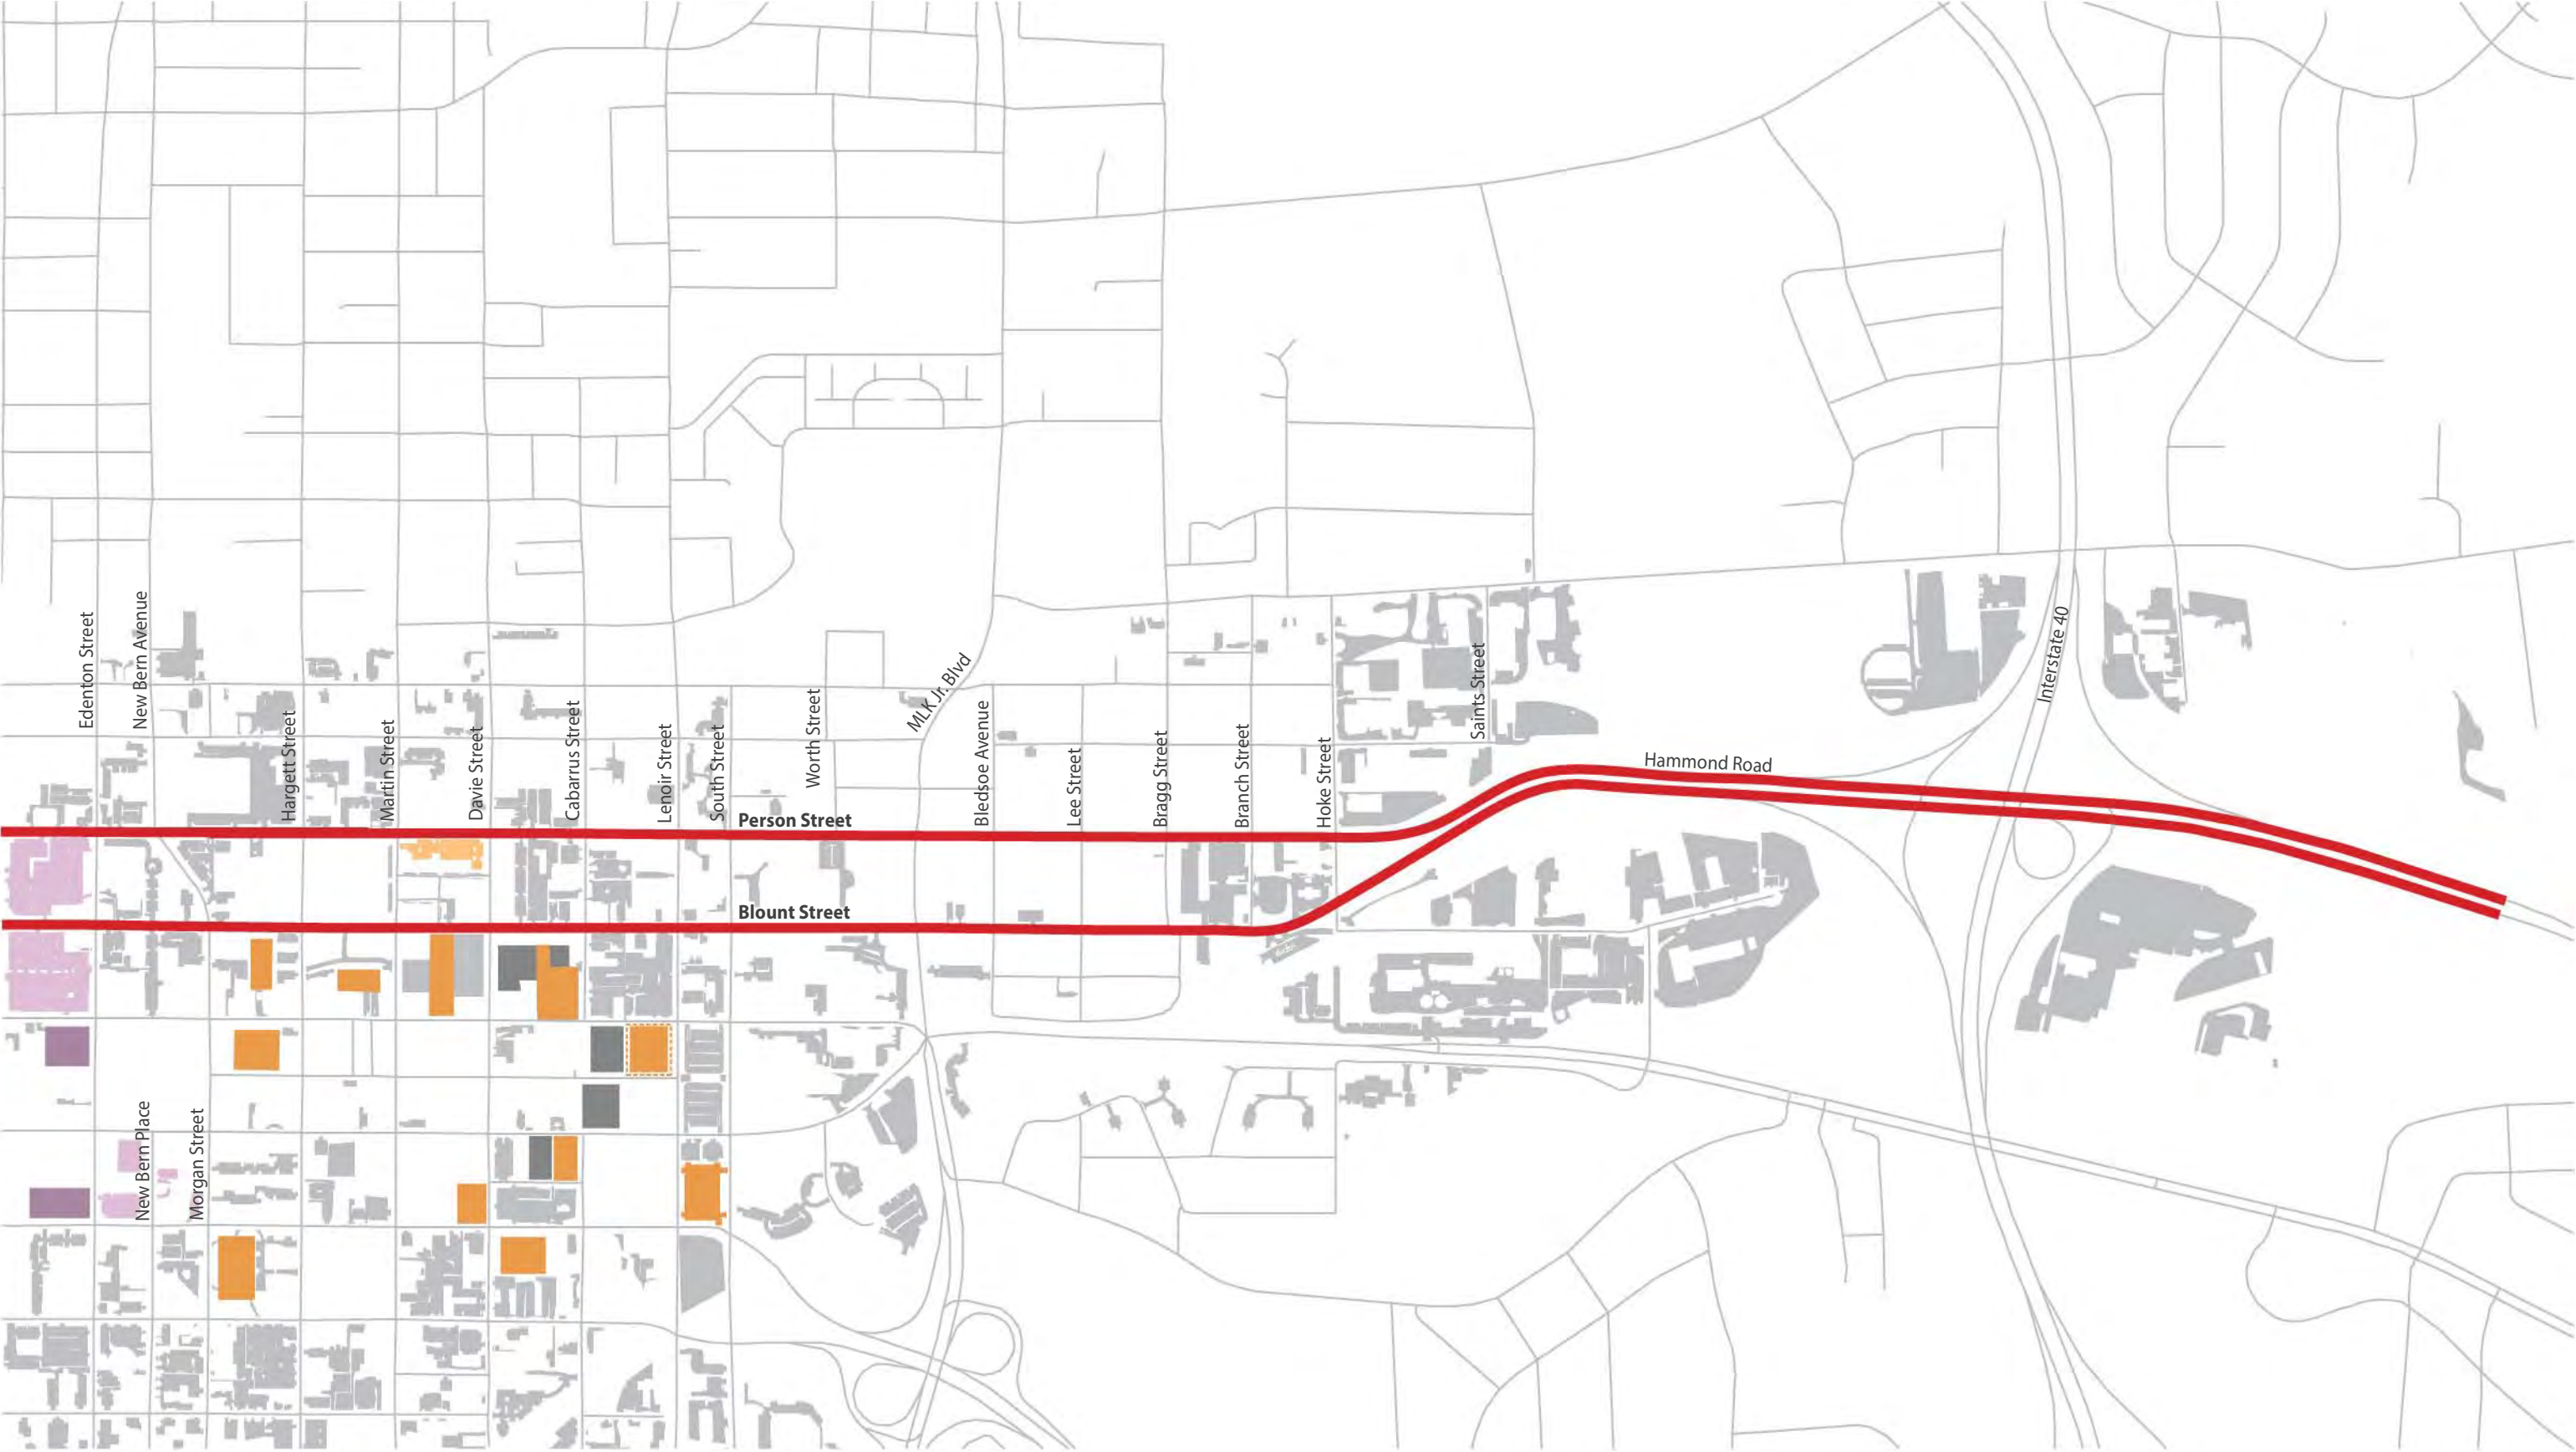 Edenton Street
New Bern Avenue
Hargett Street
Martin Street
Davie Street
Cabarrus Street
Lenoir Street
South Street
Worth Street
MLK Jr. Blvd
Bledsoe Avenue
Lee Street
Bragg Street
Branch Street
Hoke Street
Saints Street
Interstate 40
Hammond Road
Person Street
Blount Street
New Bern Place
Morgan Street